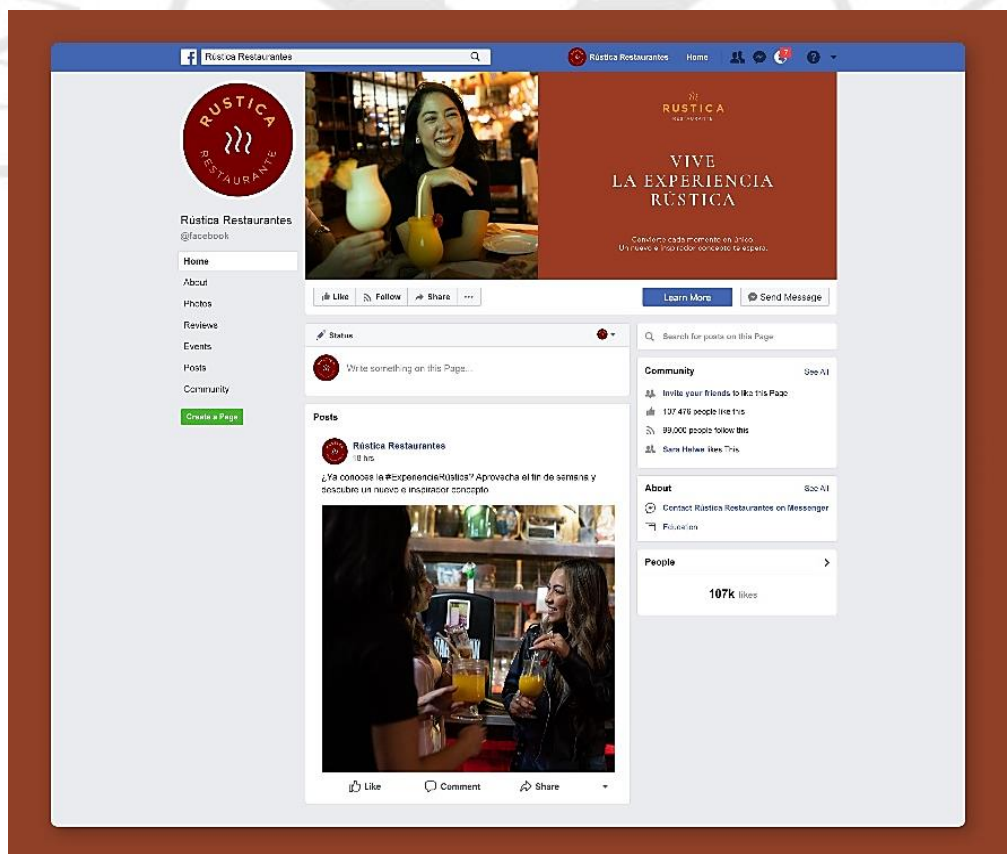 Rústica Restaurantes
Rústica Restaurantes
Home
7
RUSTICA
RESTAURANTE
Rústica Restaurantes
@facebook
Home
About
Photos
Reviews
Events
Posts
Community
Create a Page
RUSTICA
RESTAURANTE
VIVE
LA EXPERIENCIA
RÚSTICA
Convierte cada momento en único.
Un nuevo e inspirador concepto te espera.
Like
Follow
Share
Learn More
Send Message
Status
Write something on this Page...
Posts
Rústica Restaurantes
18 hrs
¿Ya conoces la #ExperienciaRústica? Aprovecha el fin de semana y
descubre un nuevo e inspirador concepto
Like
Comment
Share
Search for posts on this Page
Community
See All
Invite your friends to like this Page
107 476 people like this
99,000 people follow this
Sara Helwe likes This
About
See All
Contact Rústica Restaurantes on Messenger
Education
People
107k likes